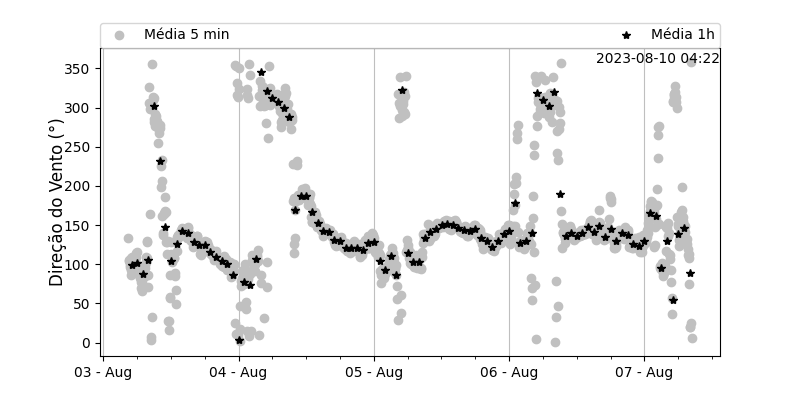 Média 5 min
Média 1h
2023-08-10 04:22
Direção do Vento (°)
350
300
250
200
150
100
50
0
03 - Aug
04 - Aug
05 - Aug
06 - Aug
07 - Aug